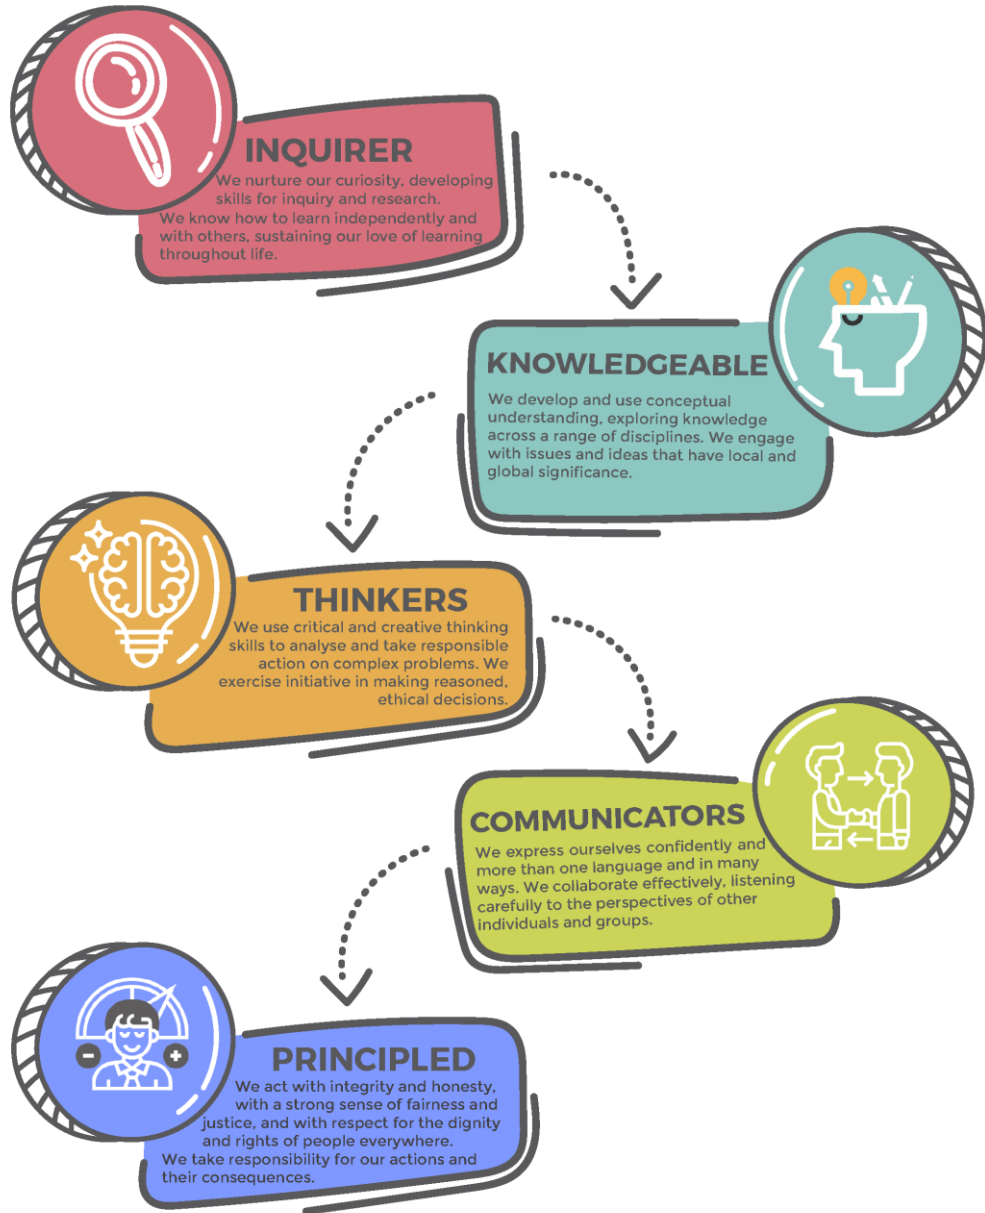 INQUIRER
We nurture our curiosity, developing
skills for inquiry and research.
We know how to learn independently and
with others, sustaining our love of learning
throughout life.
KNOWLEDGEABLE
We develop and use conceptual
understanding, exploring knowledge
across a range of disciplines. We engage
with issues and ideas that have local and
global significance.
THINKERS
We use critical and creative thinking
skills to analyse and take responsible
action on complex problems. We
exercise initiative in making reasoned,
ethical decisions.
COMMUNICATORS
We express ourselves confidently and
more than one language and in many
ways. We collaborate effectively, listening
carefully to the perspectives of other
individuals and groups.
PRINCIPLED
We act with integrity and honesty,
with a strong sense of fairness and
justice, and with respect for the dignity
and rights of people everywhere.
We take responsibility for our actions and
their consequences.